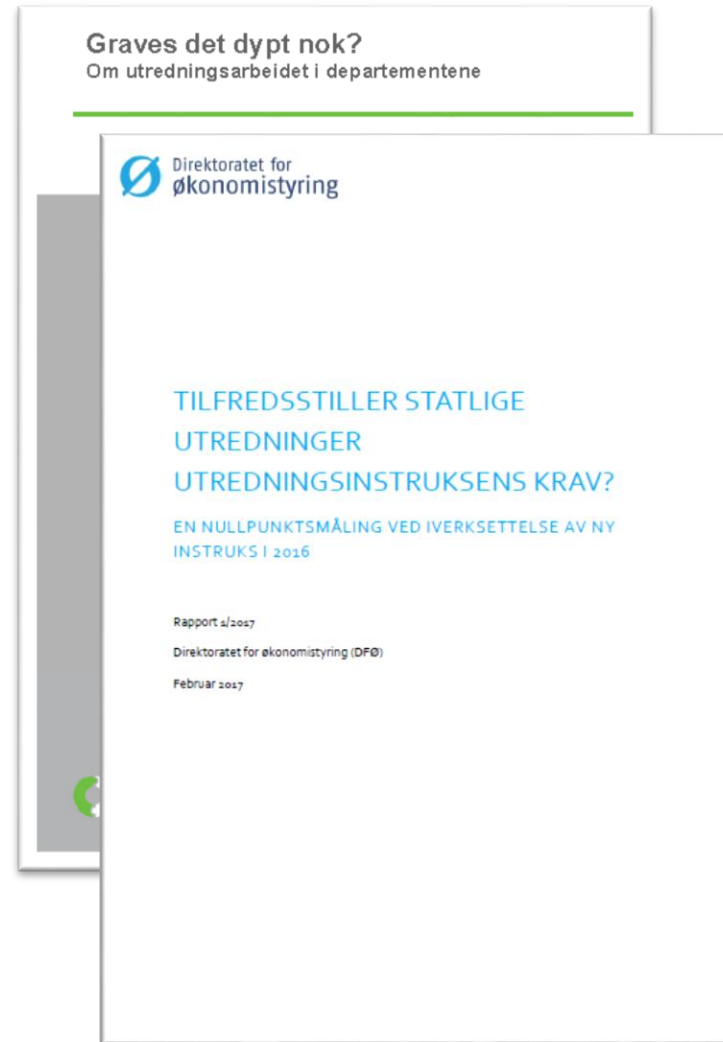 Graves det dypt nok?
Om utredningsarbeidet i departementene
Direktoratet for
økonomistyring
TILFREDSSTILLER STATLIGE
UTREDNINGER
UTREDNINGSINSTRUKSENS KRAV?
EN NULLPUNKTSMÅLING VED IVERKSETTELSE AV NY
INSTRUKS I 2016
Rapport 1/2017
Direktoratet for økonomistyring (DFØ)
Februar 2017